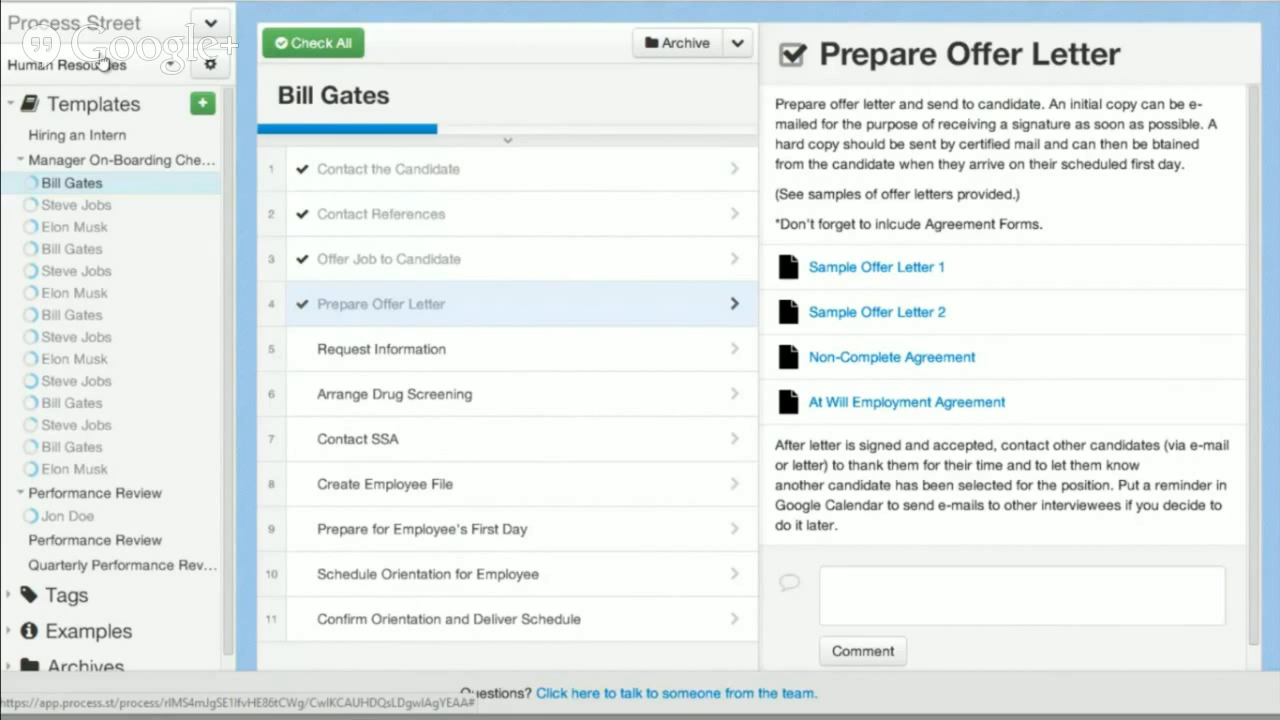 Process Street
Google+
Human Resources
Templates
Hiring an Intern
Manager On-Boarding Che...
Bill Gates
Steve Jobs
Elon Musk
Bill Gates
Steve Jobs
Elon Musk
Bill Gates
Steve Jobs
Elon Musk
Steve Jobs
Bill Gates
Steve Jobs
Bill Gates
Elon Musk
Performance Review
Jon Doe
Performance Review
Quarterly Performance Rev...
Tags
Examples
Archives
Check All
Archive
Bill Gates
1 Contact the Candidate
2 Contact References
3 Offer Job to Candidate
4 Prepare Offer Letter
5 Request Information
6 Arrange Drug Screening
7 Contact SSA
8 Create Employee File
9 Prepare for Employee's First Day
10 Schedule Orientation for Employee
11 Confirm Orientation and Deliver Schedule
Prepare Offer Letter
Prepare offer letter and send to candidate. An initial copy can be e-
mailed for the purpose of receiving a signature as soon as possible. A
hard copy should be sent by certified mail and can then be btained
from the candidate when they arrive on their scheduled first day.
(See samples of offer letters provided.)
*Don't forget to inlcude Agreement Forms.
Sample Offer Letter 1
Sample Offer Letter 2
Non-Complete Agreement
At Will Employment Agreement
After letter is signed and accepted, contact other candidates (via e-mail
or letter) to thank them for their time and to let them know
another candidate has been selected for the position. Put a reminder in
Google Calendar to send e-mails to other interviewees if you decide to
do it later.
Comment
Questions? Click here to talk to someone from the team.